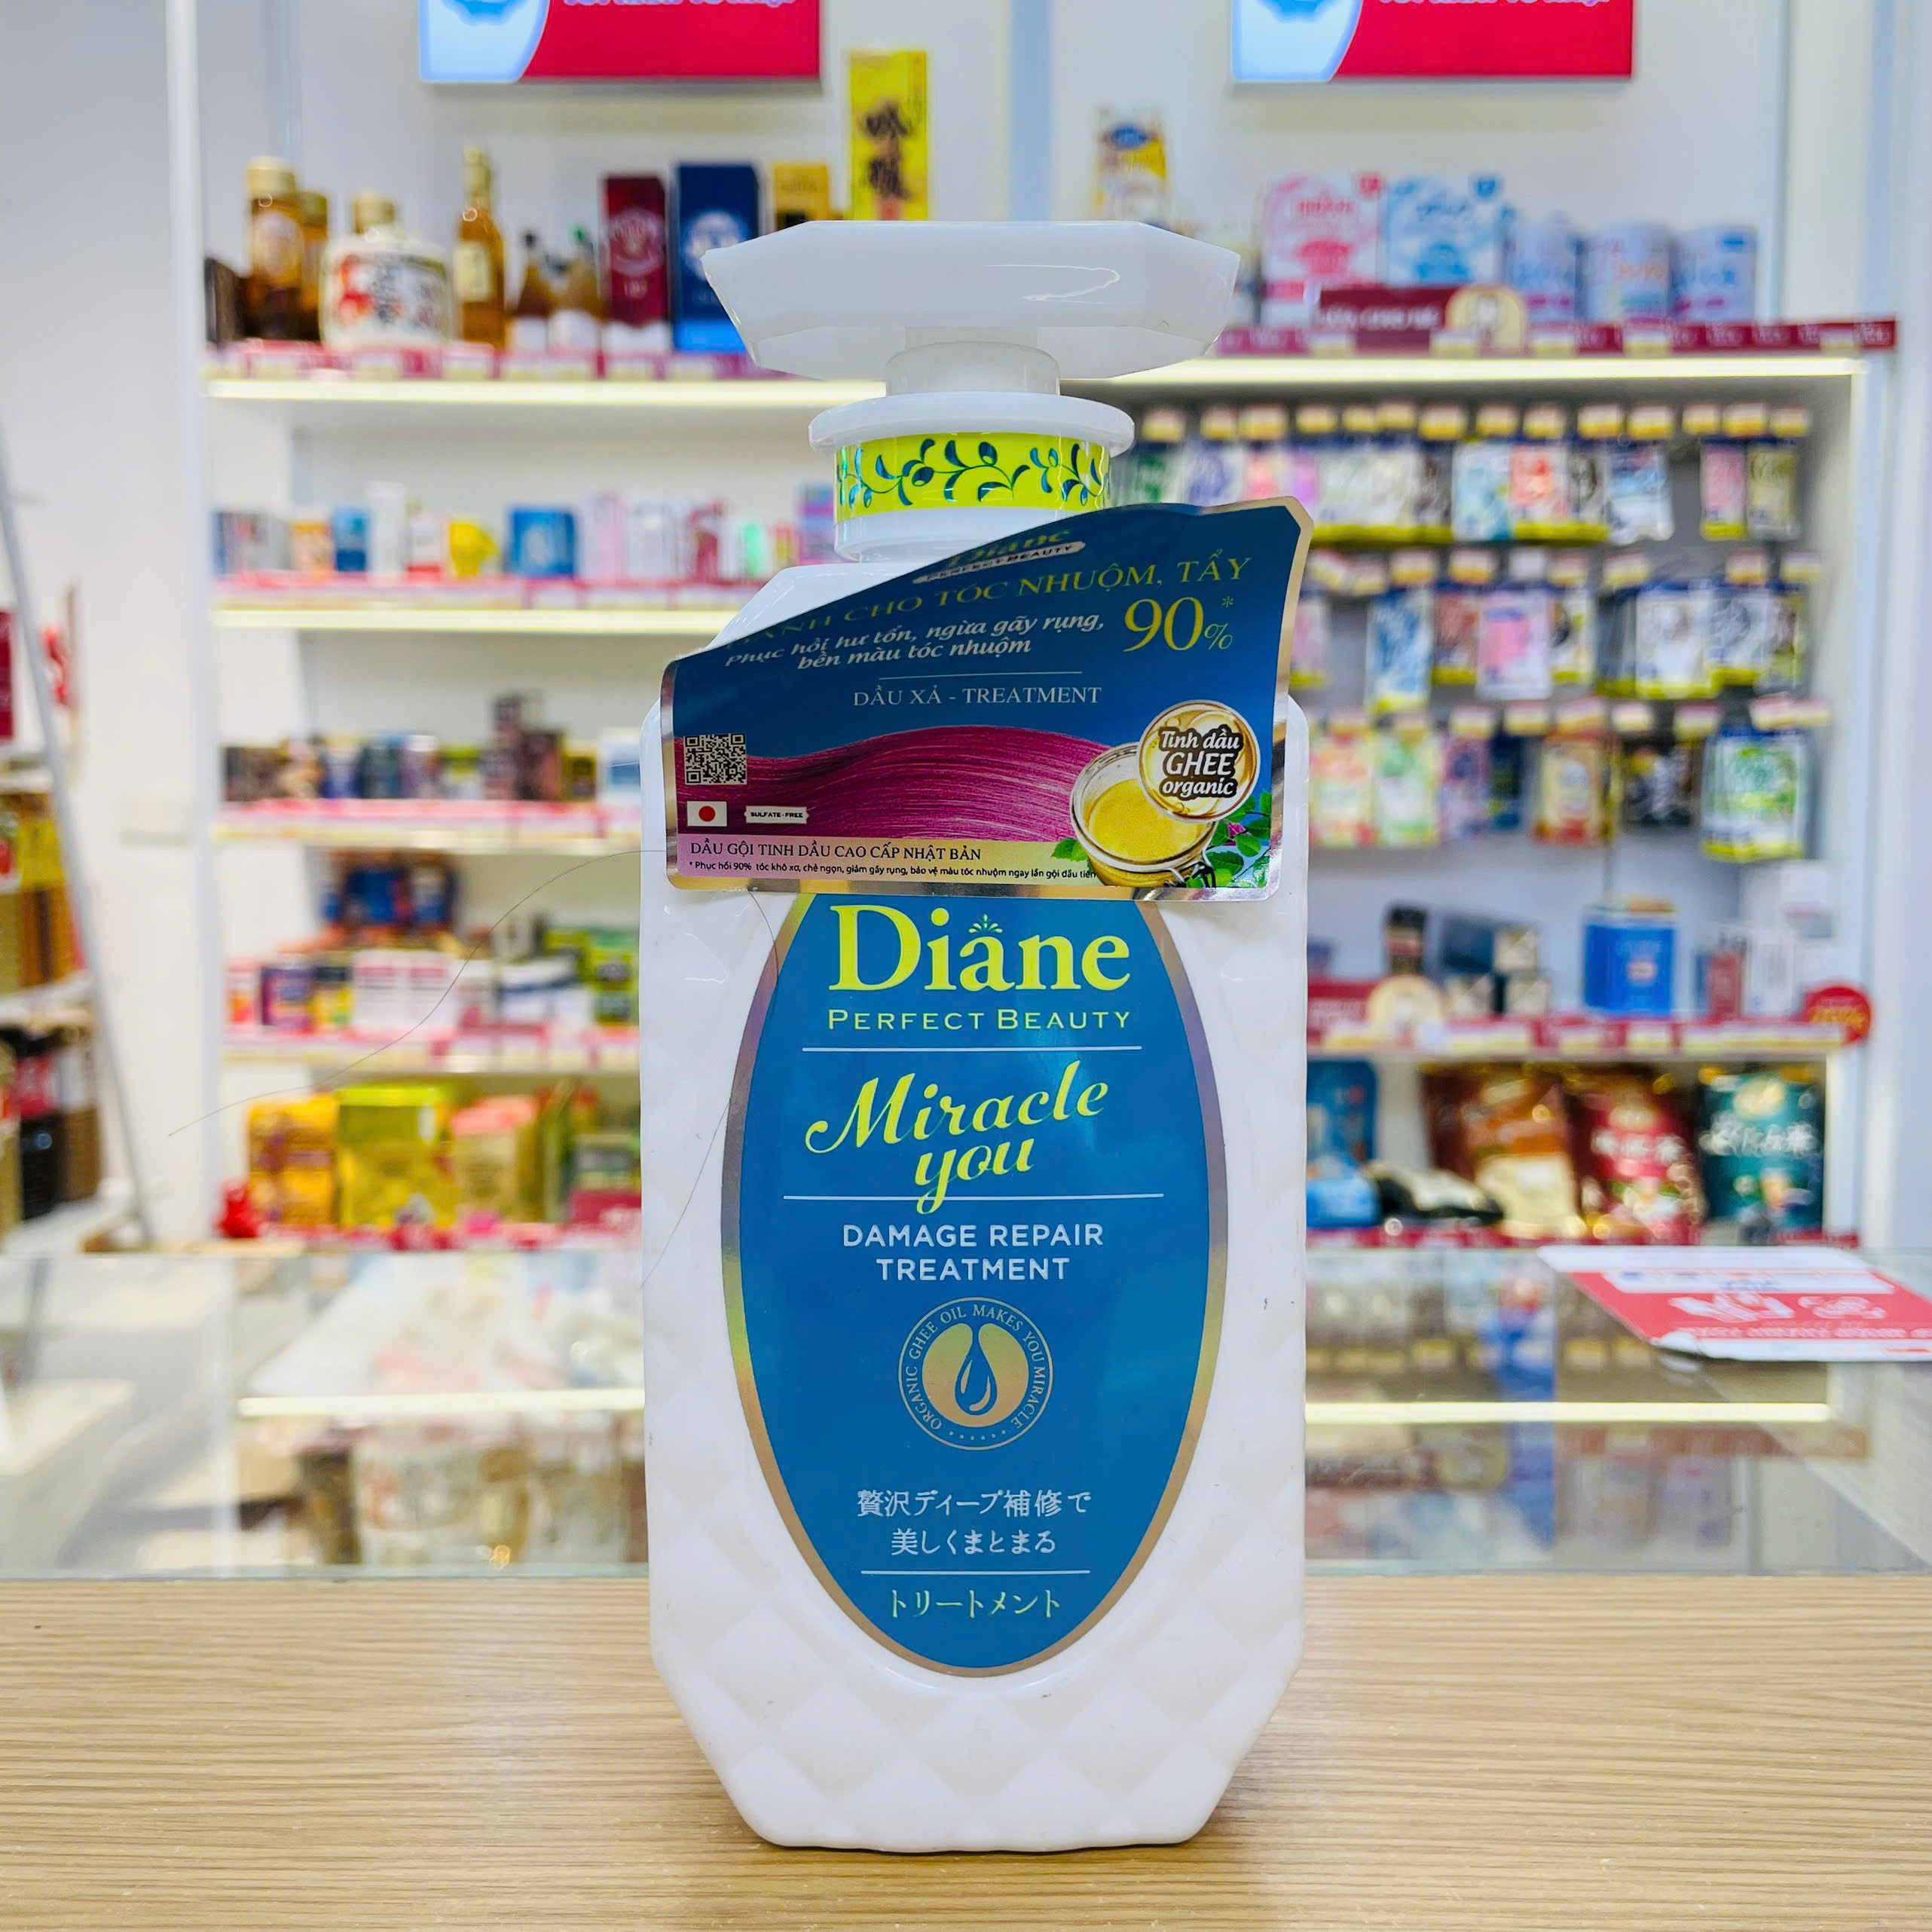 Diane
PERFECT BEAUTY
CHO TÓC NHUỘM, TẨY
Phục hồi hư tổn, ngừa gãy rụng,
bền màu tóc nhuộm
90%*
DẦU XẢ - TREATMENT
Tinh dầu
GHEE
organic
SULFATE-FREE
DẦU GỘI TINH DẦU CAO CẤP NHẬT BẢN
* Phục hồi 90% tóc khô xơ, chẻ ngọn, giảm gãy rụng, bảo vệ màu tóc nhuộm ngay lần gội đầu tiên
Diane
PERFECT BEAUTY
Miracle
you
DAMAGE REPAIR
TREATMENT
ORGANIC GHEE OIL MAKES YOU MIRACLE
贅沢ディープ補修で
美しくまとまる
トリートメント